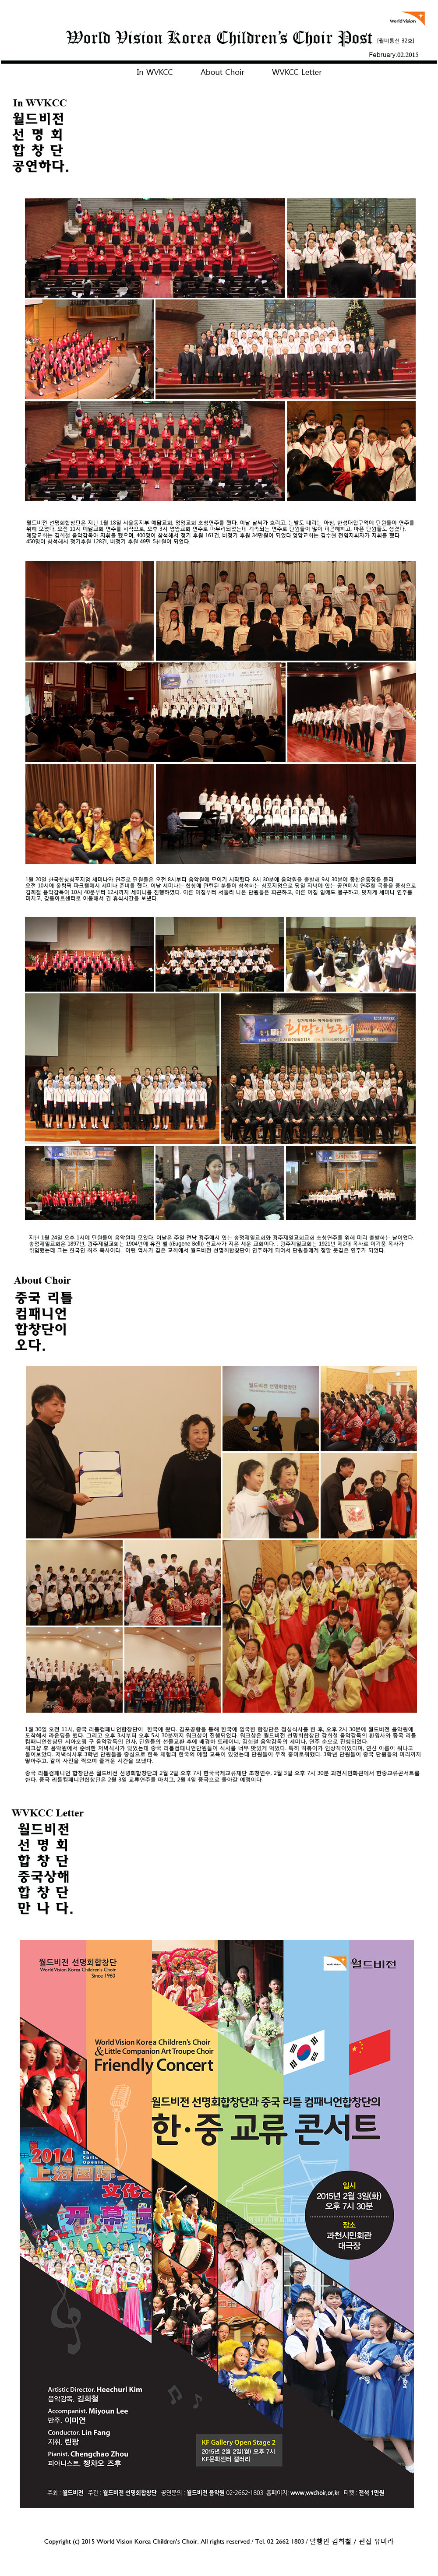 World Vision
World Vision Korea Children's Choir Post [월비통신 32호]
February.02.2015
In WVKCC About Choir WVKCC Letter
In WVKCC
월드비전
선 명 회
합 창 단
공연하다.
월드비전 선명회합창단은 지난 1월 18일 서울동지부 예닮교회, 영암교회 초청연주를 했다. 이날 날씨가 흐리고, 눈발도 내리는 아침, 한성대입구역에 단원들이 연주를
위해 모였다. 오전 11시 예닮교회 연주를 시작으로, 오후 3시 영암교회 연주로 마무리되었는데 계속되는 연주로 단원들이 많이 피곤해하고, 아픈 단원들도 생겼다.
예닮교회는 김희철 음악감독이 지휘를 했으며, 400명이 참석해서 정기 후원 161건, 비정기 후원 34만원이 되었다.영암교회는 김수현 전임지휘자가 지휘를 했다.
450명이 참석해서 정기후원 128건, 비정기 후원 49만 5천원이 되었다.
1월 20일 한국합창심포지엄 세미나와 연주로 단원들은 오전 8시부터 음악원에 모이기 시작했다. 8시 30분에 음악원을 출발해 9시 30분에 종합운동장을 들러
오전 10시에 올림픽 파크텔에서 세미나 준비를 했다. 이날 세미나는 합창에 관련된 분들이 참석하는 심포지엄으로 당일 저녁에 있는 공연에서 연주할 곡들을 중심으로
김희철 음악감독이 10시 40분부터 12시까지 세미나를 진행하였다. 이른 아침부터 서둘러 나온 단원들은 피곤하고, 이른 아침 임에도 불구하고, 멋지게 세미나 연주를
마치고, 강동아트센터로 이동해서 긴 휴식시간을 보냈다.
희망의 노래
지난 1월 24일 오후 1시에 단원들이 음악원에 모였다. 이날은 주일 전남 광주에서 있는 송정제일교회와 광주제일교회교회 초청연주를 위해 미리 출발하는 날이었다.
송정제일교회은 1897년, 광주제일교회는 1904년에 유진 벨 (Eugene Bell) 선교사가 지은 세운 교회이다. . 광주제일교회는 1921년 제2대 목사로 이기풍 목사가
취임했는데 그는 한국인 최초 목사이다. 이런 역사가 깊은 교회에서 월드비전 선명회합창단이 연주하게 되어서 단원들에게 정말 뜻깊은 연주가 되었다.
About Choir
중국 리틀
컴패니언
합창단이
오다.
월드비전 선명회합창단
1월 30일 오전 11시, 중국 리틀컴패니언합창단이 한국에 왔다. 김포공항을 통해 한국에 입국한 합창단은 점심식사를 한 후, 오후 2시 30분에 월드비전 음악원에
도착해서 라운딩을 했다. 그리고 오후 3시부터 오후 5시 30분까지 워크샵이 진행되었다. 워크샵은 월드비전 선명회합창단 김희철 음악감독의 환영사와 중국 리틀
컴패니언합창단 시아오랭 구 음악감독의 인사, 단원들의 선물교환 후에 배경하 트레이너, 김희철 음악감독의 세미나, 연주 순으로 진행되었다.
워크샵 후 음악원에서 준비한 저녁식사가 있었는데 중국 리틀컴패니언단원들이 식사를 너무 맛있게 먹었다. 특히 떡볶이가 인상적이었다며, 연신 이름이 뭐냐고
물어보았다. 저녁식사후 3학년 단원들을 중심으로 한복 체험과 한국의 예절 교육이 있었는데 단원들이 무척 흥미로워했다. 3학년 단원들이 중국 단원들의 머리까지
땋아주고, 같이 사진을 찍으며 즐거운 시간을 보냈다.
중국 리틀컴패니언 합창단은 월드비전 선명회합창단과 2월 2일 오후 7시 한국국제교류재단 초청연주, 2월 3일 오후 7시 30분 과천시민회관에서 한중교류콘서트를
한다. 중국 리틀컴패니언합창단은 2월 3일 교류연주를 마치고, 2월 4일 중국으로 돌아갈 예정이다.
WVKCC Letter
월드비전
선 명 회
합 창 단
중국상해
합 창 단
만 나 다.
월드비전 선명회합창단
World Vision Korea Children's Choir
Since 1960
World Vision 월드비전
World Vision Korea Children's Choir
& Little Companion Art Troupe Choir
Friendly Concert
월드비전 선명회합창단과 중국 리틀 컴패니언합창단의
한·중 교류 콘서트
2014
上海国际
文化
开幕式
일시
2015년 2월 3일(화)
오후 7시 30분
장소
과천시민회관
대극장
Artistic Director. Heechurl Kim
음악감독, 김희철
Accompanist. Miyoun Lee
반주, 이미연
Conductor. Lin Fang
지휘, 린팡
Pianist. Chengchao Zhou
피아니스트, 쳉차오 즈후
KF Gallery Open Stage 2
2015년 2월 2일(월) 오후 7시
KF문화센터 갤러리
주최 : 월드비전 주관 : 월드비전 선명회합창단 공연문의 : 월드비전 음악원 02-2662-1803 홈페이지: www.wvchoir.or.kr 티켓 : 전석 1만원
Copyright (c) 2015 World Vision Korea Children's Choir. All rights reserved / Tel. 02-2662-1803 / 발행인 김희철 / 편집 유미라